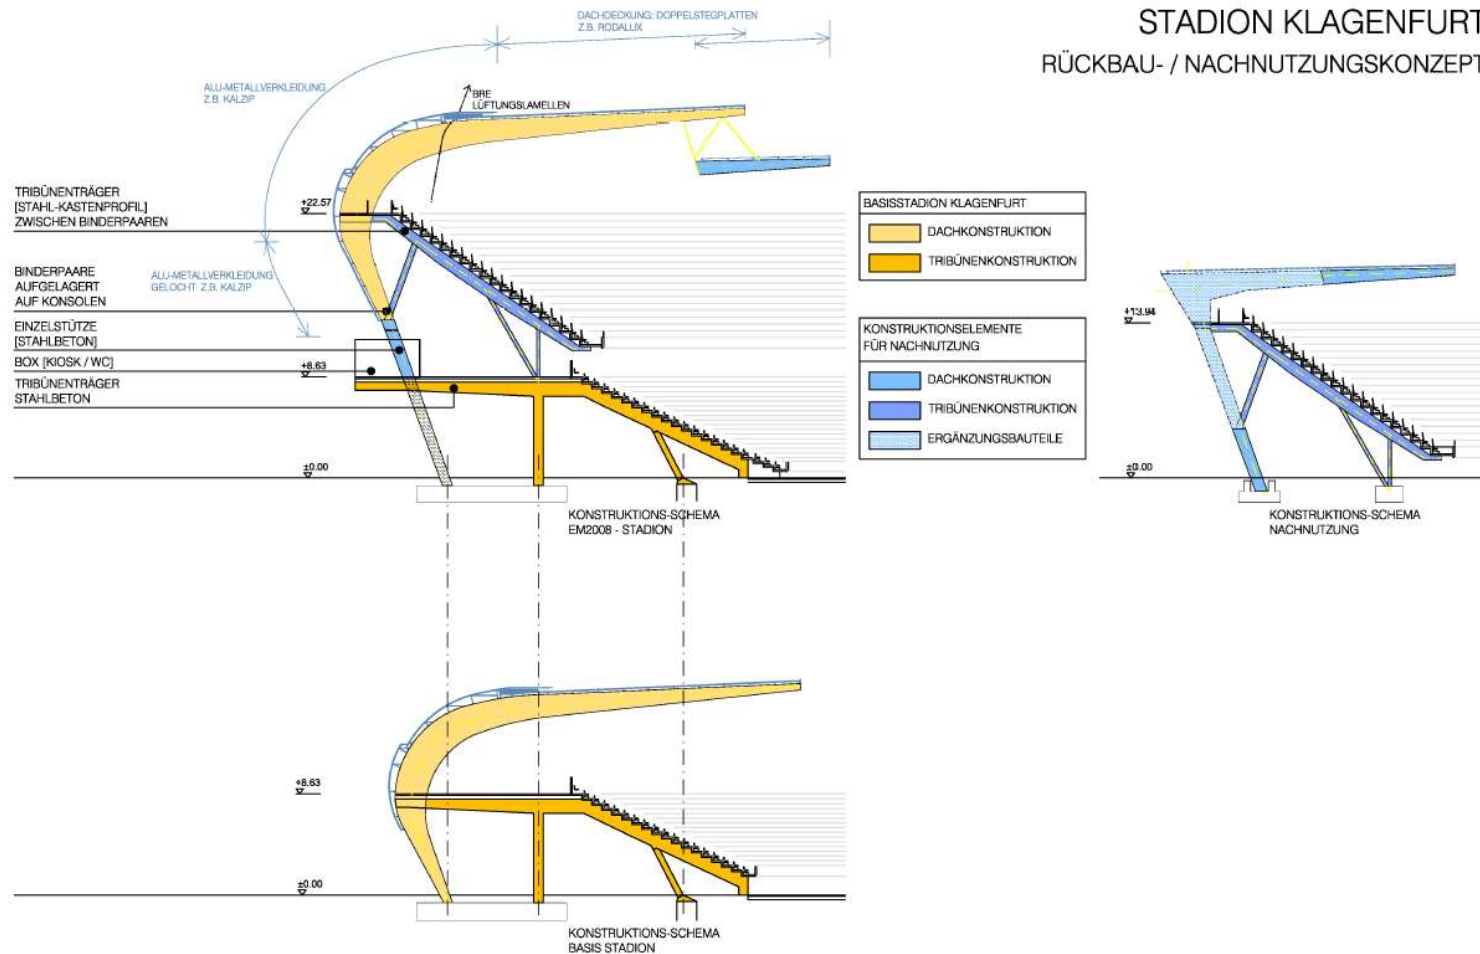 STADION KLAGENFURT
RÜCKBAU- / NACHNUTZUNGSKONZEPT
DACHDECKUNG: DOPPELSTEGPLATTEN
Z.B. RODALUX
ALU-METALLVERKLEIDUNG
Z.B. KALZIP
BRE
LÜFTUNGSLAMELLEN
TRIBÜNENTRÄGER
[STAHL-KASTENPROFIL]
ZWISCHEN BINDERPAAREN
+22.57
BINDERPAARE
AUFGELAGERT
AUF KONSOLEN
ALU-METALLVERKLEIDUNG
GELOCHT Z.B. KALZIP
EINZELSTÜTZE
[STAHLBETON]
BOX [KIOSK / WC]
+8.63
TRIBÜNENTRÄGER
STAHLBETON
±0.00
KONSTRUKTIONS-SCHEMA
EM2008 - STADION
BASISSTADION KLAGENFURT
DACHKONSTRUKTION
TRIBÜNENKONSTRUKTION
KONSTRUKTIONSELEMENTE
FÜR NACHNUTZUNG
DACHKONSTRUKTION
TRIBÜNENKONSTRUKTION
ERGÄNZUNGSBAUTEILE
+13.94
±0.00
KONSTRUKTIONS-SCHEMA
NACHNUTZUNG
+8.63
±0.00
KONSTRUKTIONS-SCHEMA
BASIS STADION